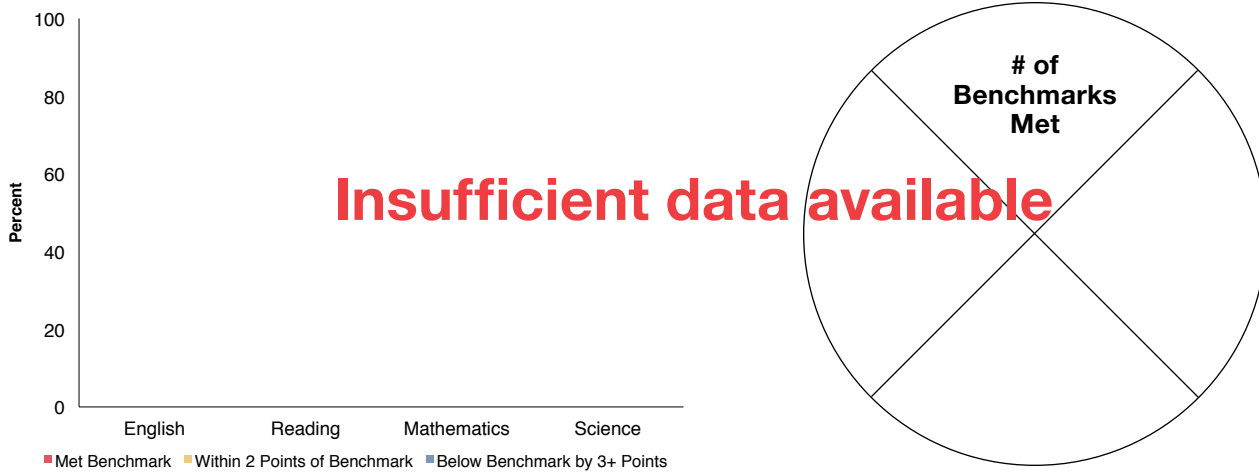 100
80
60
40
20
0
Percent
English Reading Mathematics Science
Met Benchmark Within 2 Points of Benchmark Below Benchmark by 3+ Points
Insufficient data available
# of
Benchmarks
Met